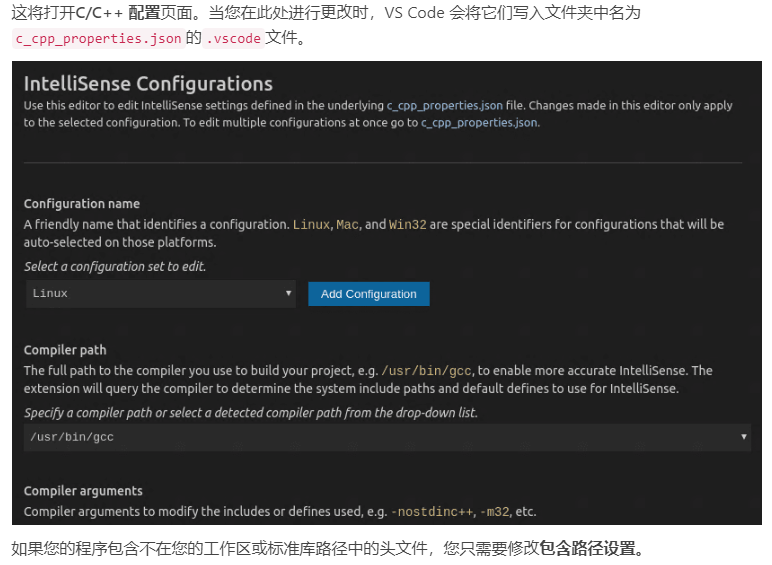 这将打开C/C++ 配置页面。当您在此处进行更改时，VS Code 会将它们写入文件夹中名为
c_cpp_properties.json 的 .vscode 文件。
IntelliSense Configurations
Use this editor to edit IntelliSense settings defined in the underlying c_cpp_properties.json file. Changes made in this editor only apply
to the selected configuration. To edit multiple configurations at once go to c_cpp_properties.json.
Configuration name
A friendly name that identifies a configuration. Linux, Mac, and Win32 are special identifiers for configurations that will be
auto-selected on those platforms.
Select a configuration set to edit.
Linux Add Configuration
Compiler path
The full path to the compiler you use to build your project, e.g. /usr/bin/gcc, to enable more accurate IntelliSense. The
extension will query the compiler to determine the system include paths and default defines to use for IntelliSense.
Specify a compiler path or select a detected compiler path from the drop-down list.
/usr/bin/gcc
Compiler arguments
Compiler arguments to modify the includes or defines used, e.g. -nostdinc++, -m32, etc.
如果您的程序包含不在您的工作区或标准库路径中的头文件，您只需要修改包含路径设置。